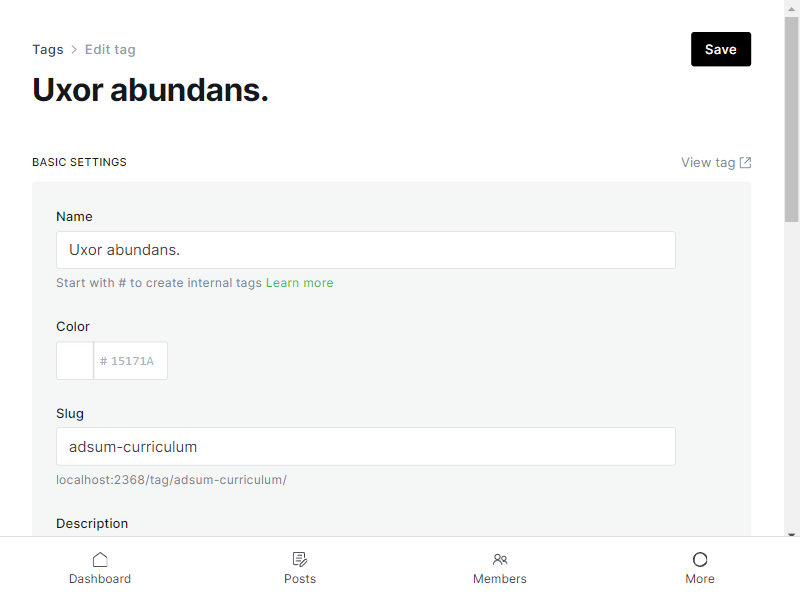 Tags > Edit tag
Save
Uxor abundans.
BASIC SETTINGS
View tag
Name
Uxor abundans.
Start with # to create internal tags Learn more
Color
# 15171A
Slug
adsum-curriculum
localhost:2368/tag/adsum-curriculum/
Description
Dashboard
Posts
Members
More